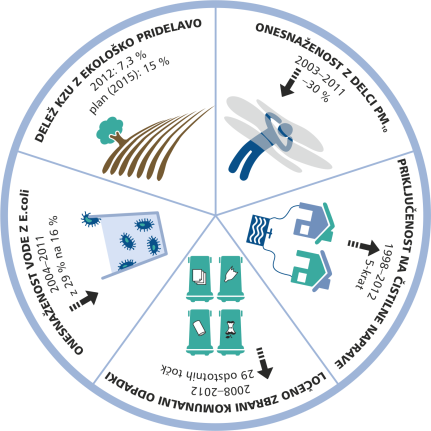 DELEŽ KZU Z EKOLOŠKO PRIDELAVO
2012: 7,3 %
plan (2015): 15 %
ONESNAŽENOST Z DELCI PM₁₀
2003–2011
–30 %
PRIKLJUČENOST NA ČISTILNE NAPRAVE
1998–2012
5-krat
LOČENO ZBRANI KOMUNALNI ODPADKI
2008–2012
29 odstotnih točk
ONESNAŽENOST VODE Z E.coli
2004–2011
z 29 % na 16 %